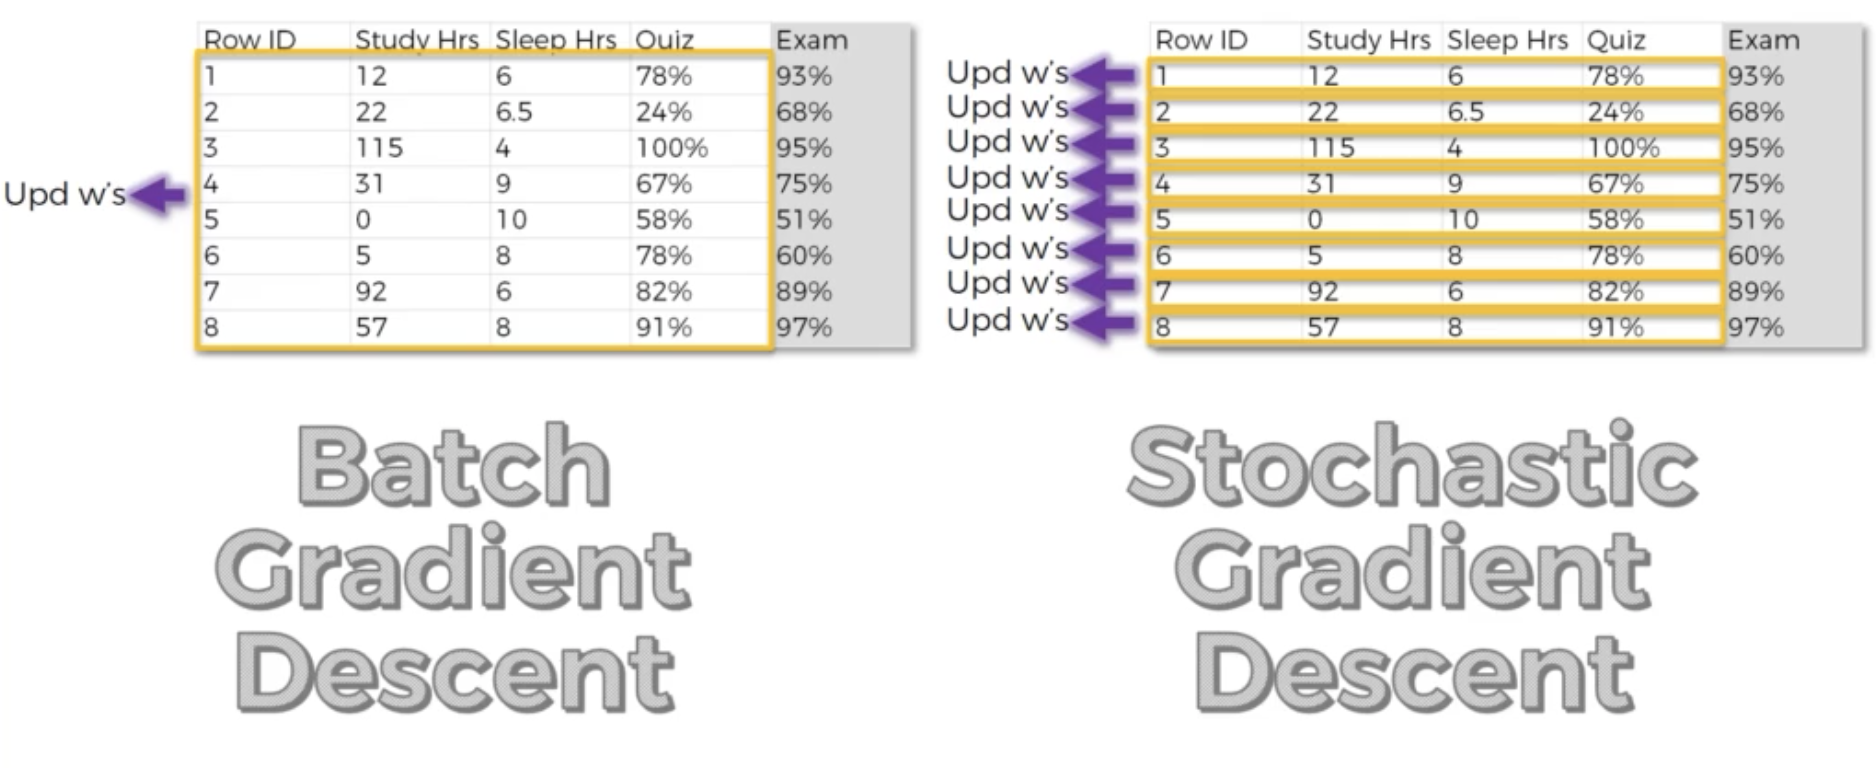 Row ID Study Hrs Sleep Hrs Quiz Exam
1 12 6 78% 93%
2 22 6.5 24% 68%
3 115 4 100% 95%
4 31 9 67% 75%
5 0 10 58% 51%
6 5 8 78% 60%
7 92 6 82% 89%
8 57 8 91% 97%
Upd w's
Batch
Gradient
Descent
Row ID Study Hrs Sleep Hrs Quiz Exam
Upd w's 1 12 6 78% 93%
Upd w's 2 22 6.5 24% 68%
Upd w's 3 115 4 100% 95%
Upd w's 4 31 9 67% 75%
Upd w's 5 0 10 58% 51%
Upd w's 6 5 8 78% 60%
Upd w's 7 92 6 82% 89%
Upd w's 8 57 8 91% 97%
Stochastic
Gradient
Descent